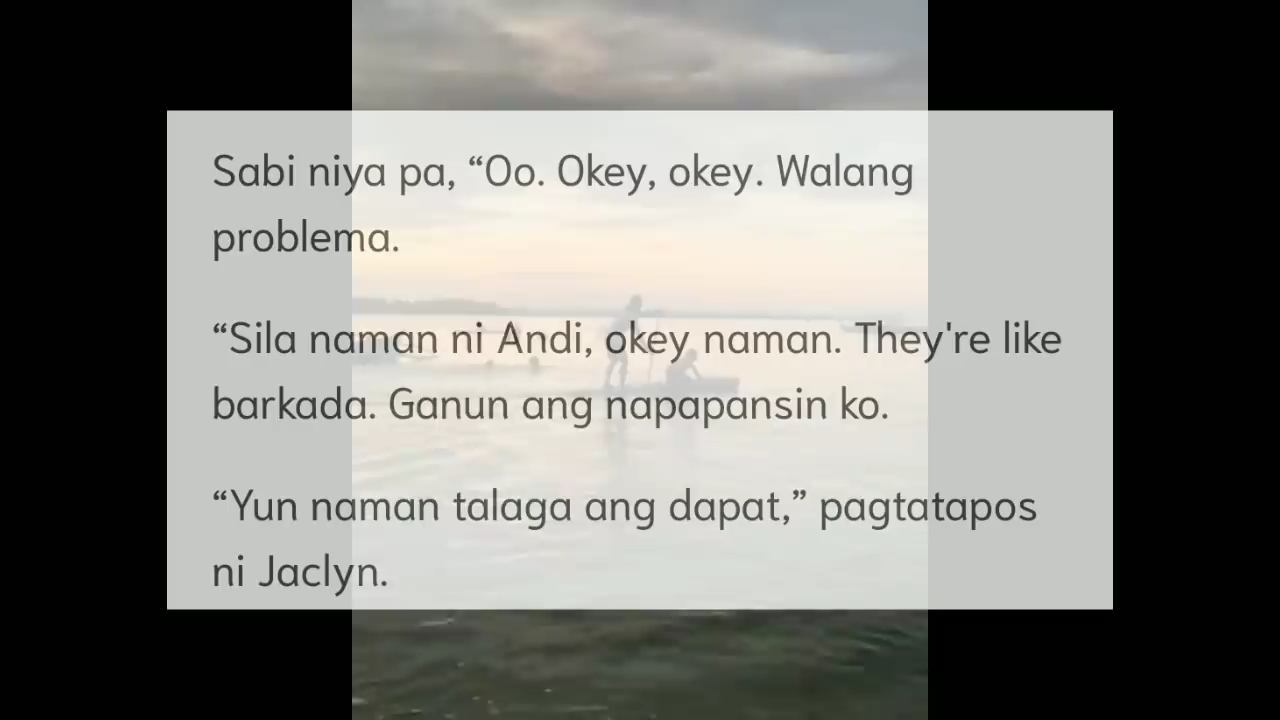 Sabi niya pa, “Oo. Okey, okey. Walang
problema.
“Sila naman ni Andi, okey naman. They're like
barkada. Ganun ang napapansin ko.
“Yun naman talaga ang dapat,” pagtatapos
ni Jaclyn.